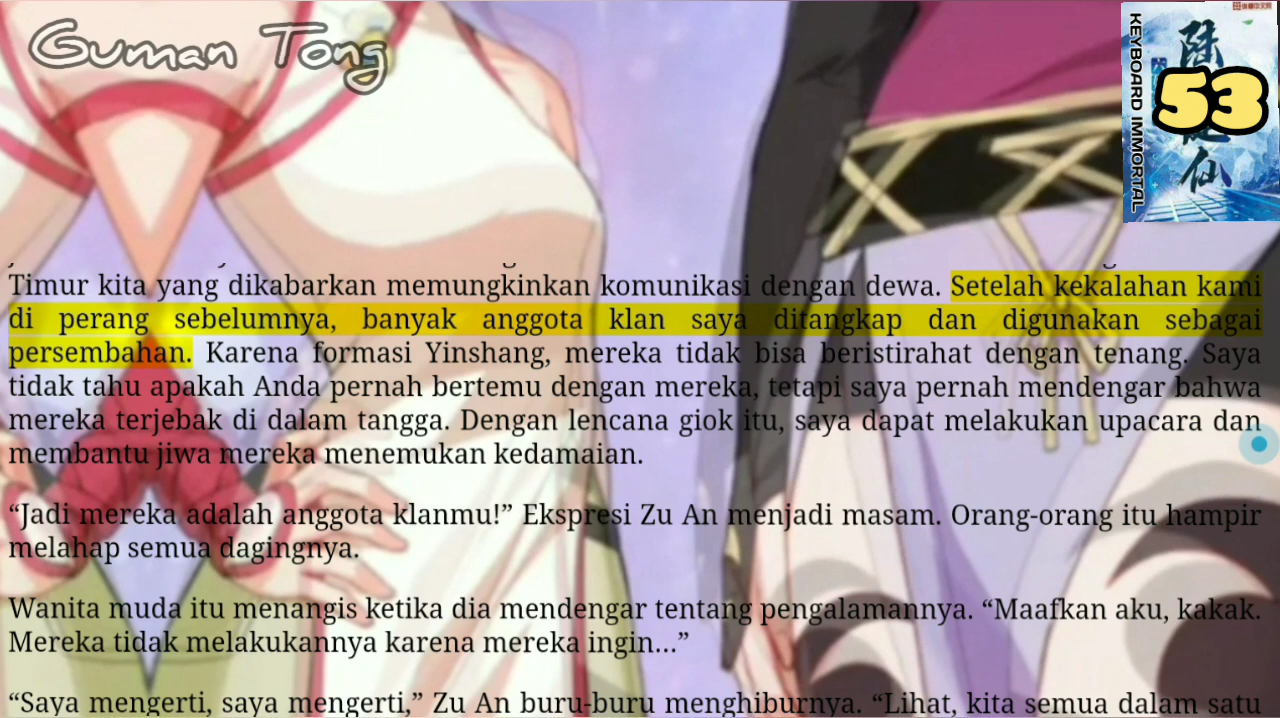 Guman Tong
KEYBOARD IMMORTAL
53
仙
Timur kita yang dikabarkan memungkinkan komunikasi dengan dewa. Setelah kekalahan kami
di perang sebelumnya, banyak anggota klan saya ditangkap dan digunakan sebagai
persembahan. Karena formasi Yinshang, mereka tidak bisa beristirahat dengan tenang. Saya
tidak tahu apakah Anda pernah bertemu dengan mereka, tetapi saya pernah mendengar bahwa
mereka terjebak di dalam tangga. Dengan lencana giok itu, saya dapat melakukan upacara dan
membantu jiwa mereka menemukan kedamaian.
“Jadi mereka adalah anggota klanmu!” Ekspresi Zu An menjadi masam. Orang-orang itu hampir
melahap semua dagingnya.
Wanita muda itu menangis ketika dia mendengar tentang pengalamannya. “Maafkan aku, kakak.
Mereka tidak melakukannya karena mereka ingin...”
“Saya mengerti, saya mengerti,” Zu An buru-buru menghiburnya. “Lihat, kita semua dalam satu